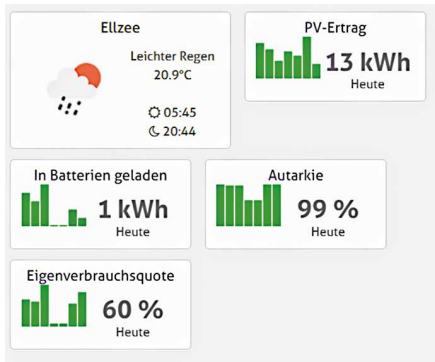 Ellzee
Leichter Regen
20.9°C
05:45
20:44
PV-Ertrag
13 kWh
Heute
In Batterien geladen
1 kWh
Heute
Autarkie
99 %
Heute
Eigenverbrauchsquote
60 %
Heute